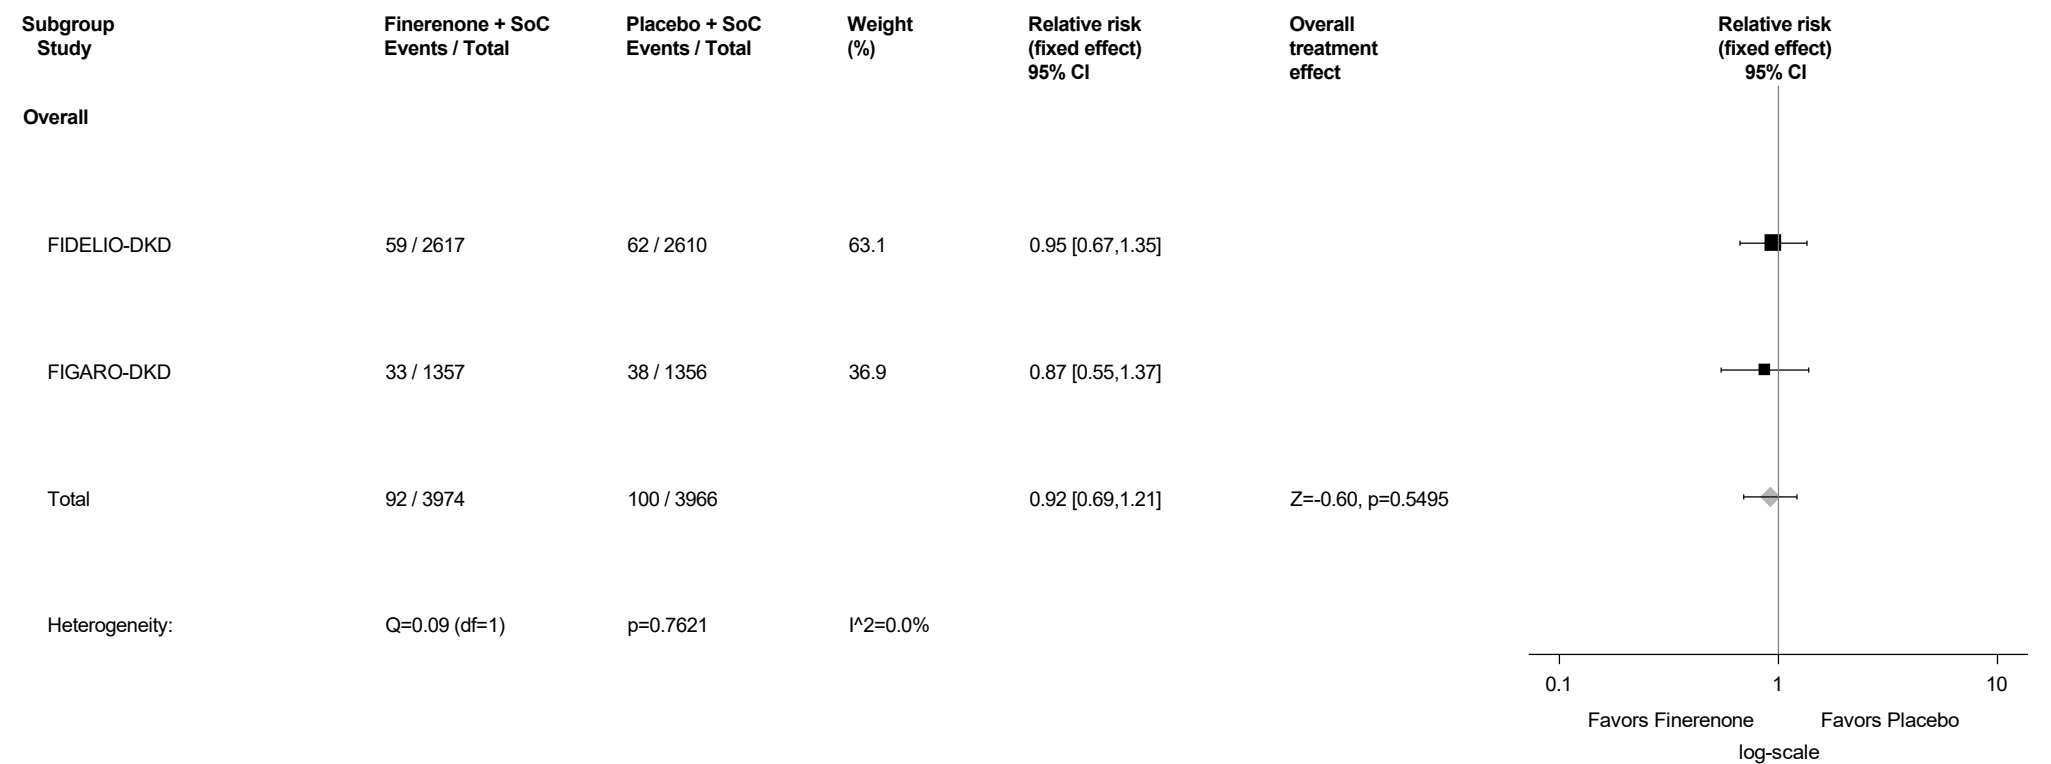 Subgroup Finerenone + SoC Placebo + SoC Weight Relative risk Overall Relative risk
Study Events / Total Events / Total (%) (fixed effect) treatment (fixed effect)
95% CI effect 95% CI
Overall
FIDELIO-DKD 59 / 2617 62 / 2610 63.1 0.95 [0.67,1.35]
FIGARO-DKD 33 / 1357 38 / 1356 36.9 0.87 [0.55,1.37]
Total 92 / 3974 100 / 3966 0.92 [0.69,1.21] Z=-0.60, p=0.5495
Heterogeneity: Q=0.09 (df=1) p=0.7621 I^2=0.0%
0.1 1 10
Favors Finerenone Favors Placebo
log-scale